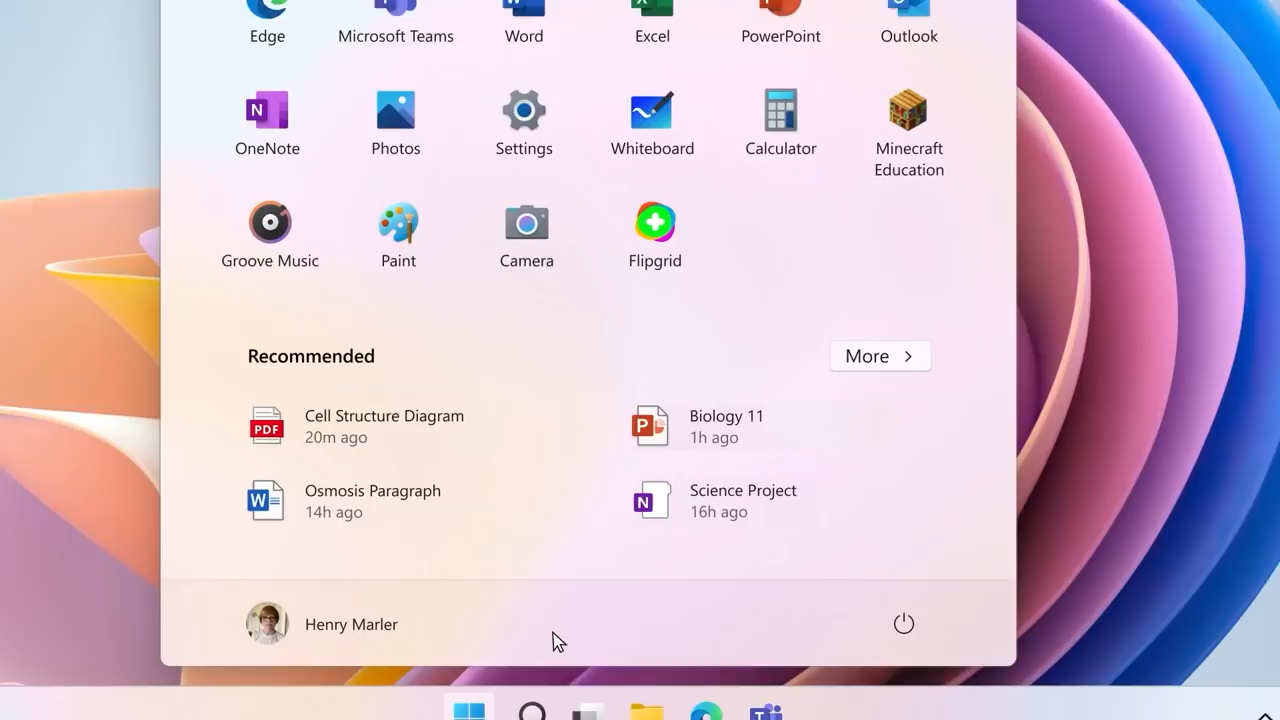 Edge
Microsoft Teams
Word
Excel
PowerPoint
Outlook
OneNote
Photos
Settings
Whiteboard
Calculator
Minecraft
Education
Groove Music
Paint
Camera
Flipgrid
Recommended
More
PDF
Cell Structure Diagram
20m ago
P
Biology 11
1h ago
W
Osmosis Paragraph
14h ago
N
Science Project
16h ago
Henry Marler